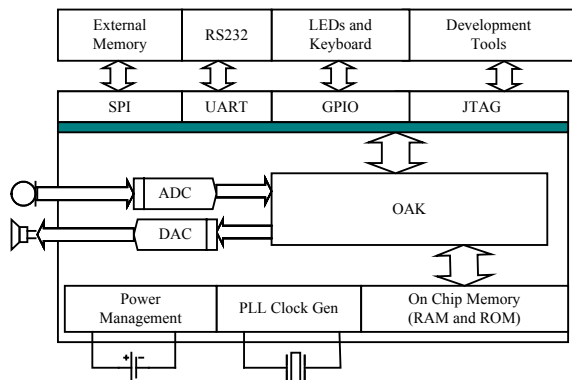 External
Memory
RS232
LEDs and
Keyboard
Development
Tools
SPI
UART
GPIO
JTAG
ADC
DAC
OAK
Power
Management
PLL Clock Gen
On Chip Memory
(RAM and ROM)
+ -